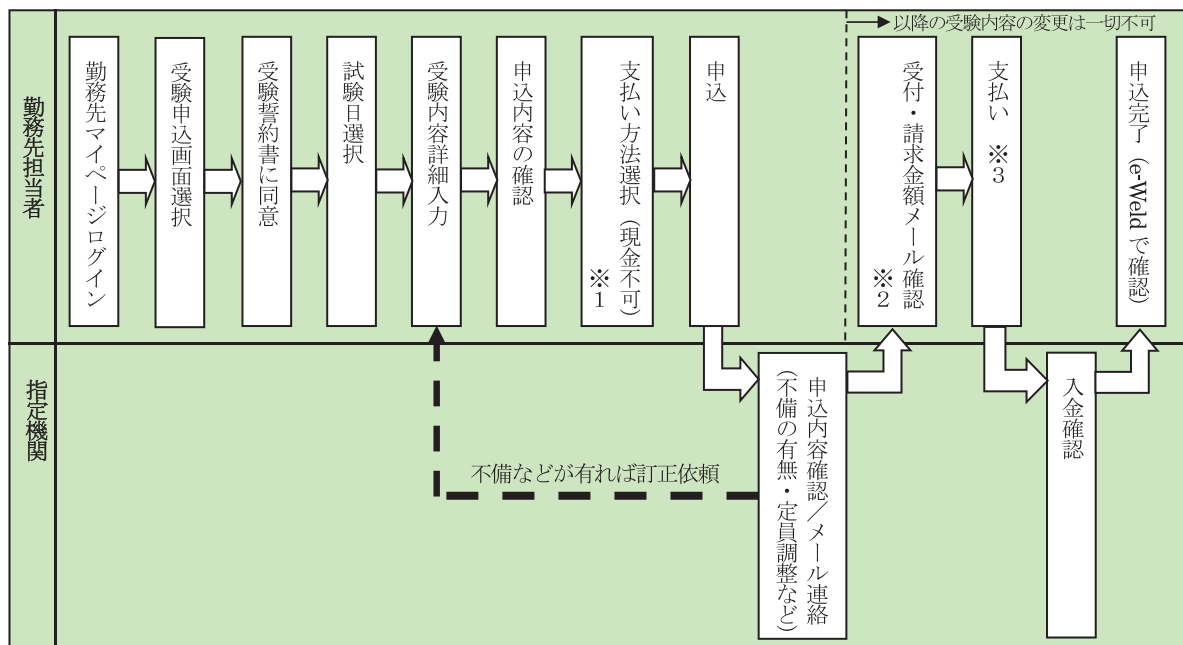 勤務先担当者
勤務先マイページログイン
受験申込画面選択
受験誓約書に同意
試験日選択
受験内容詳細入力
申込内容の確認
支払い方法選択（現金不可）
※1
申込
以降の受験内容の変更は一切不可
受付・請求金額メール確認
※2
支払い ※3
申込完了（e-Weldで確認）
指定機関
不備などが有れば訂正依頼
申込内容確認／メール連絡
（不備の有無・定員調整など）
入金確認